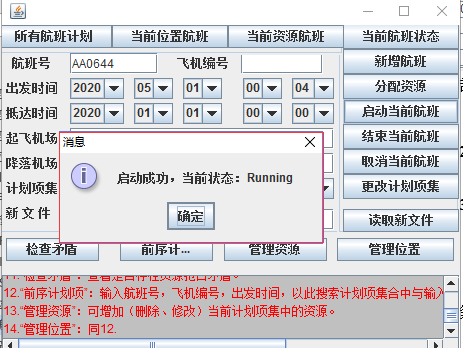 所有航班计划 当前位置航班 当前资源航班 当前航班状态
航班号 AA0644 飞机编号 新增航班
分配资源
出发时间 2020 05 01 00 04
抵达时间 2020 01 01 00 00 启动当前航班
起飞机场 结束当前航班
消息
降落机场 取消当前航班
启动成功，当前状态：Running
计划项集 更改计划项集
确定
新文件 读取新文件
检查矛盾 前序计... 管理资源 管理位置
12.“前序计划项”：输入航班号，飞机编号，出发时间，以此搜索计划项集合中与输入
13.“管理资源”：可增加（删除、修改）当前计划项集中的资源。
14.“管理位置”：同12.